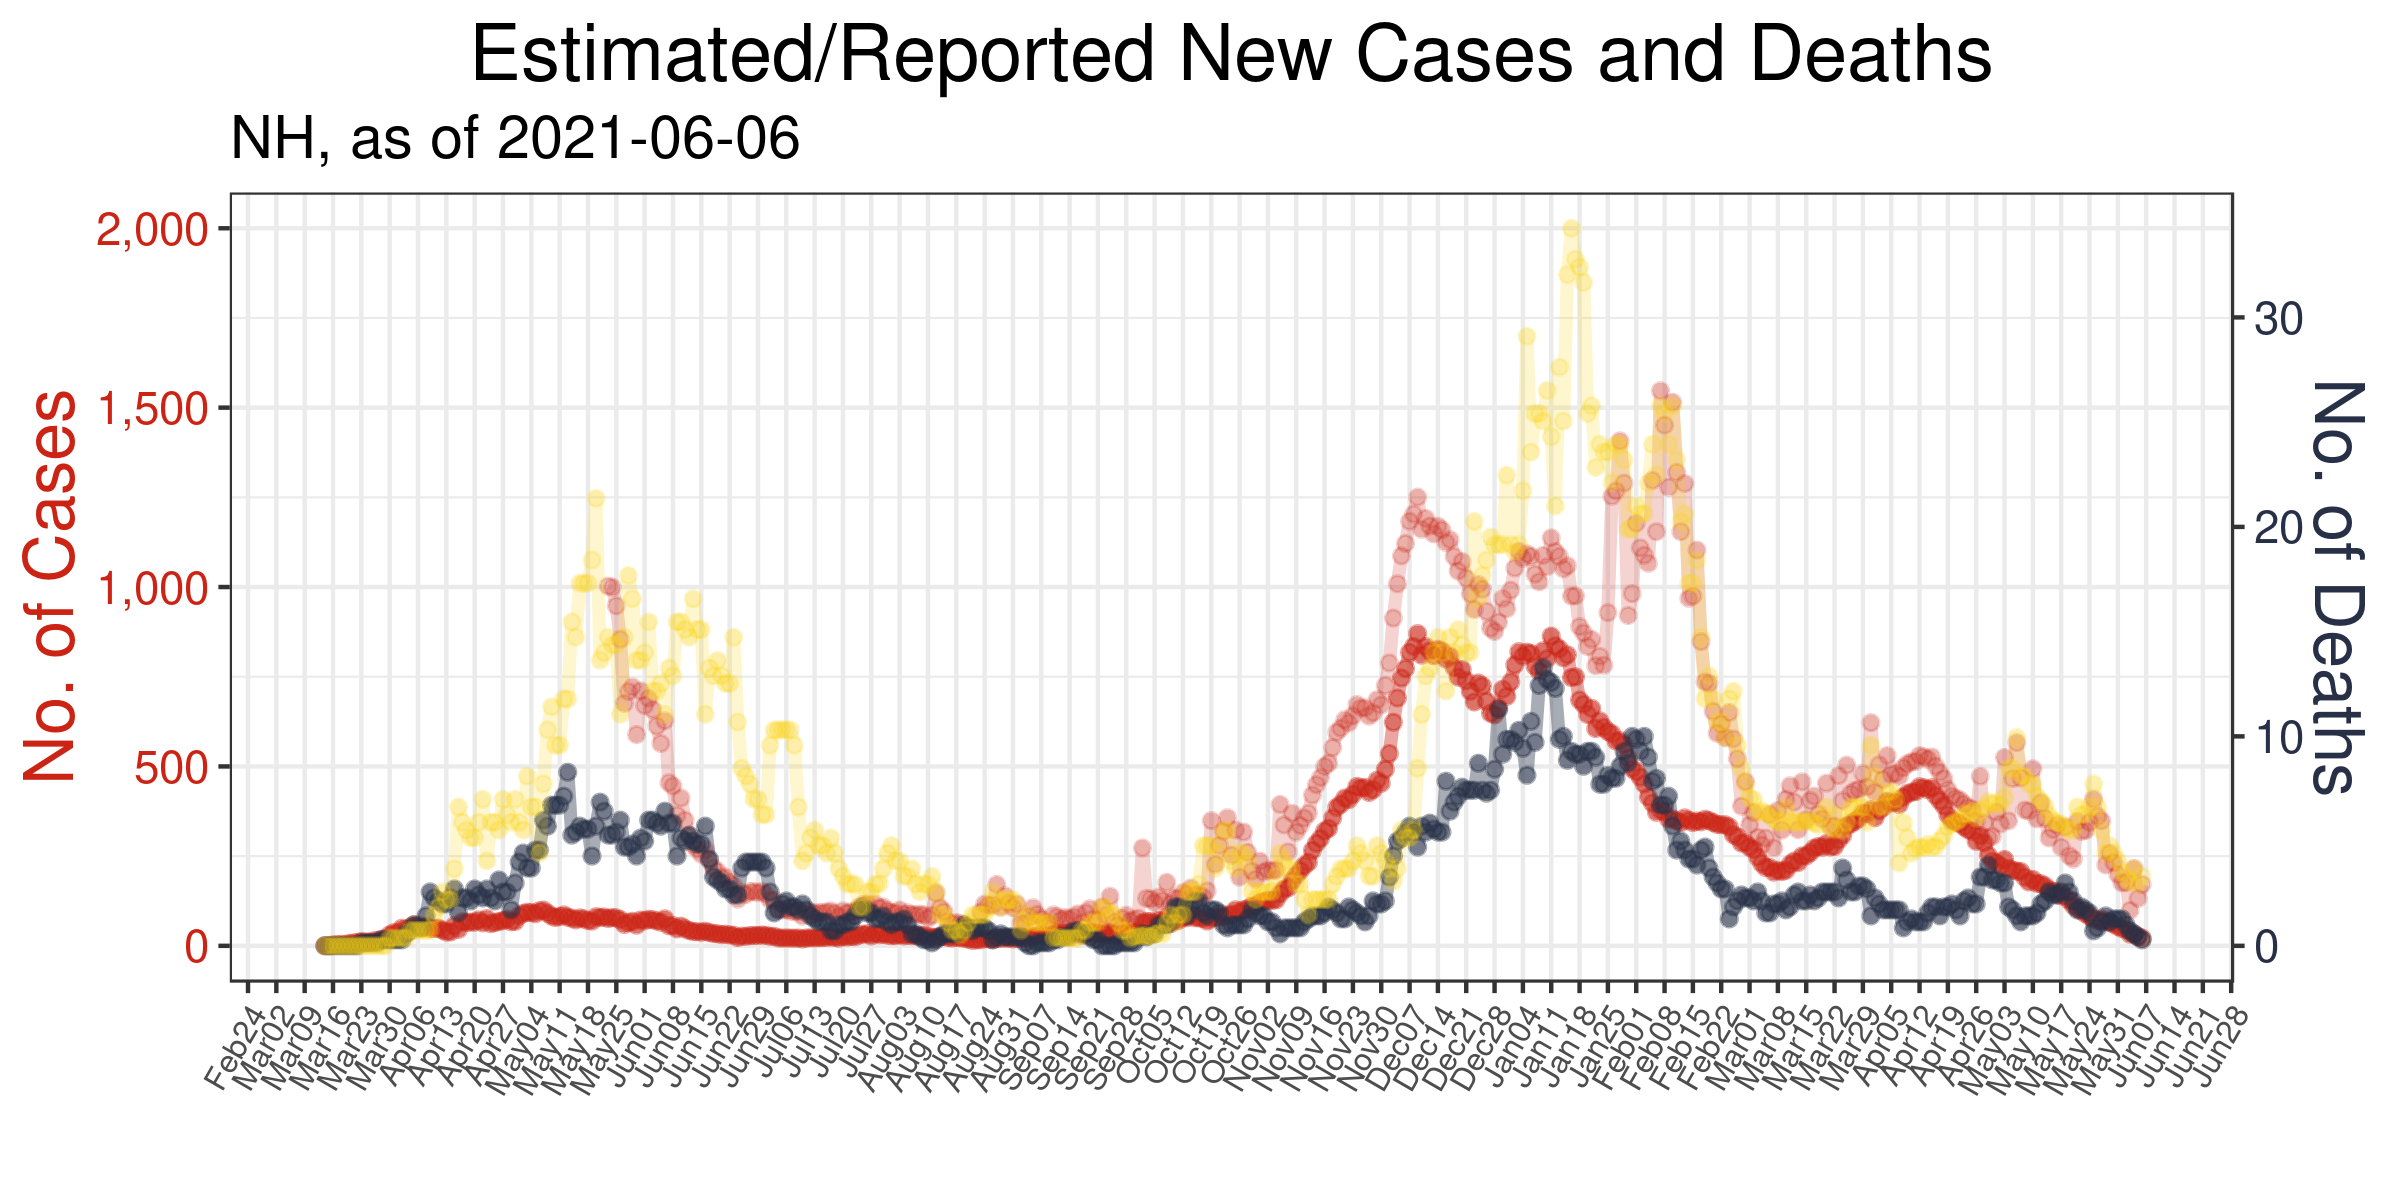 Estimated/Reported New Cases and Deaths
NH, as of 2021-06-06
No. of Cases
2,000
1,500
1,000
500
0
30
20
10
0
No. of Deaths
Feb24
Mar02
Mar09
Mar16
Mar23
Mar30
Apr06
Apr13
Apr20
Apr27
May04
May11
May18
May25
Jun01
Jun08
Jun15
Jun22
Jun29
Jul06
Jul13
Jul20
Jul27
Aug03
Aug10
Aug17
Aug24
Aug31
Sep07
Sep14
Sep21
Sep28
Oct05
Oct12
Oct19
Oct26
Nov02
Nov09
Nov16
Nov23
Nov30
Dec07
Dec14
Dec21
Dec28
Jan04
Jan11
Jan18
Jan25
Feb01
Feb08
Feb15
Feb22
Mar01
Mar08
Mar15
Mar22
Mar29
Apr05
Apr12
Apr19
Apr26
May03
May10
May17
May24
May31
Jun07
Jun14
Jun21
Jun28